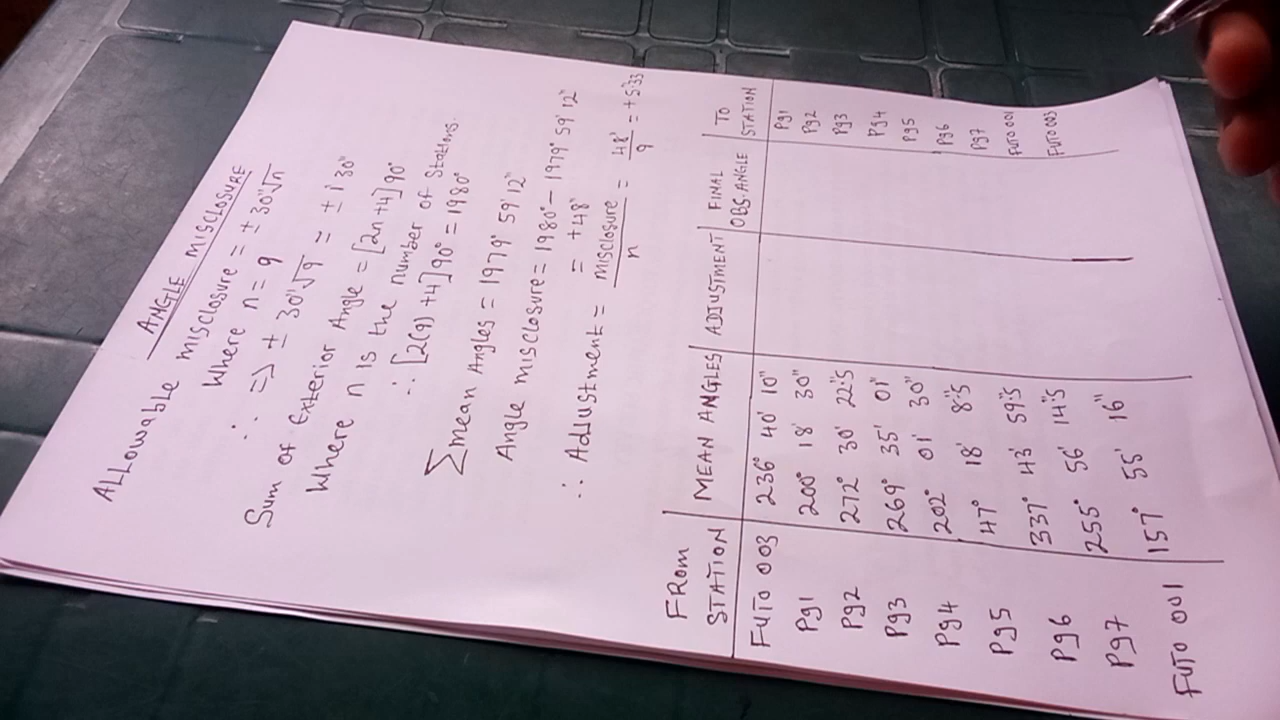 ANGLE MISCLOSURE
Allowable misclosure = ± 30"√n
Where n = 9
∴ => ± 30"√9 = ± 1' 30"
Sum of Exterior Angle = [2n +4] 90°
Where n is the number of Stations.
∴ [2(9) +4] 90° = 1980°
∑mean Angles = 1979° 59' 12"
Angle misclosure = 1980° - 1979° 59' 12"
= +48"
∴ Adjustment = misclosure / n = 48" / 9 = +5.33
FROM STATION | MEAN ANGLES | ADJUSTMENT | FINAL OBS. ANGLE | TO STATION
FUTO 003 236° 40' 10" Pg1
Pg1 200° 18' 30" Pg2
Pg2 272° 30' 22".5 Pg3
Pg3 269° 35' 01" Pg4
Pg4 202° 01' 30" Pg5
Pg5 47° 18' 8".5 Pg6
Pg6 337° 43' 59".5 Pg7
Pg7 255° 56' 14".5 FUTO 001
FUTO 001 157° 55' 16" FUTO 003